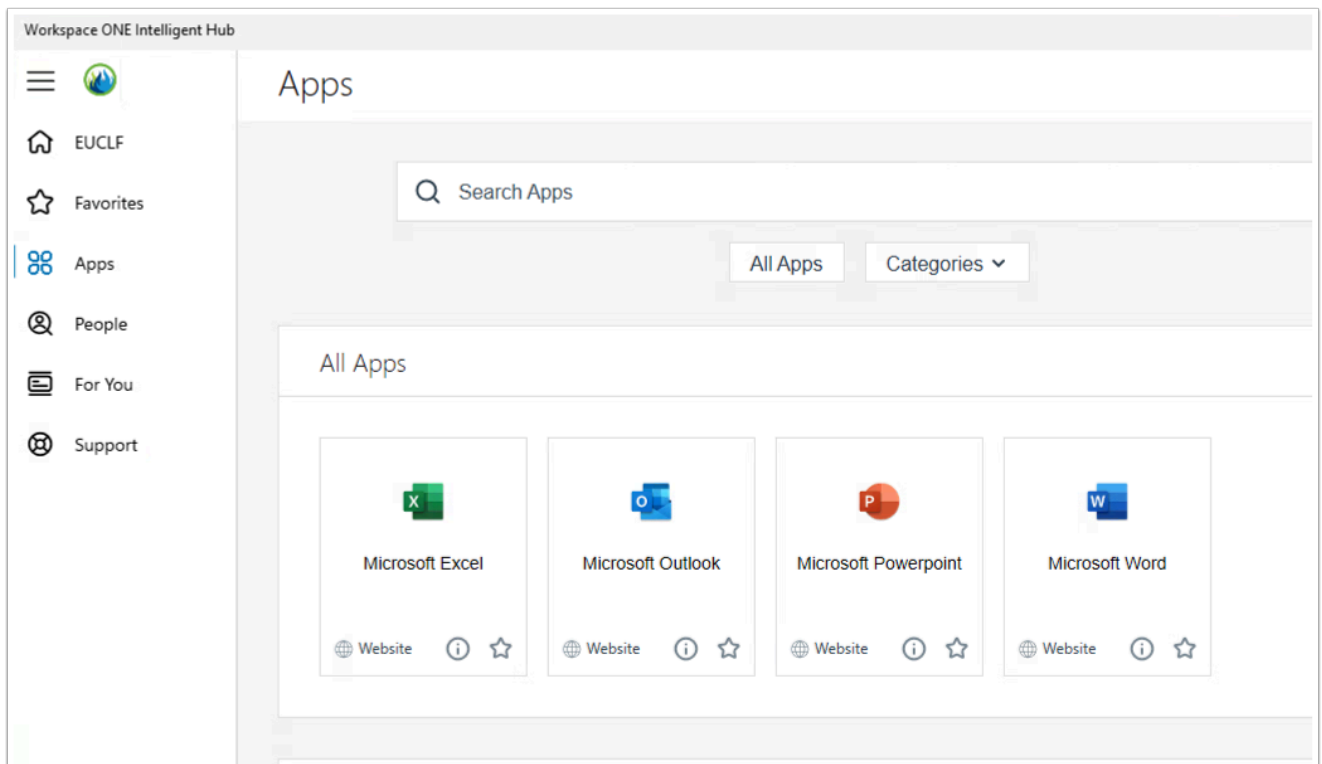 Workspace ONE Intelligent Hub
Apps
EUCLF
Favorites
Apps
People
For You
Support
Search Apps
All Apps
Categories
All Apps
X
Microsoft Excel
Website
O
Microsoft Outlook
Website
P
Microsoft Powerpoint
Website
W
Microsoft Word
Website